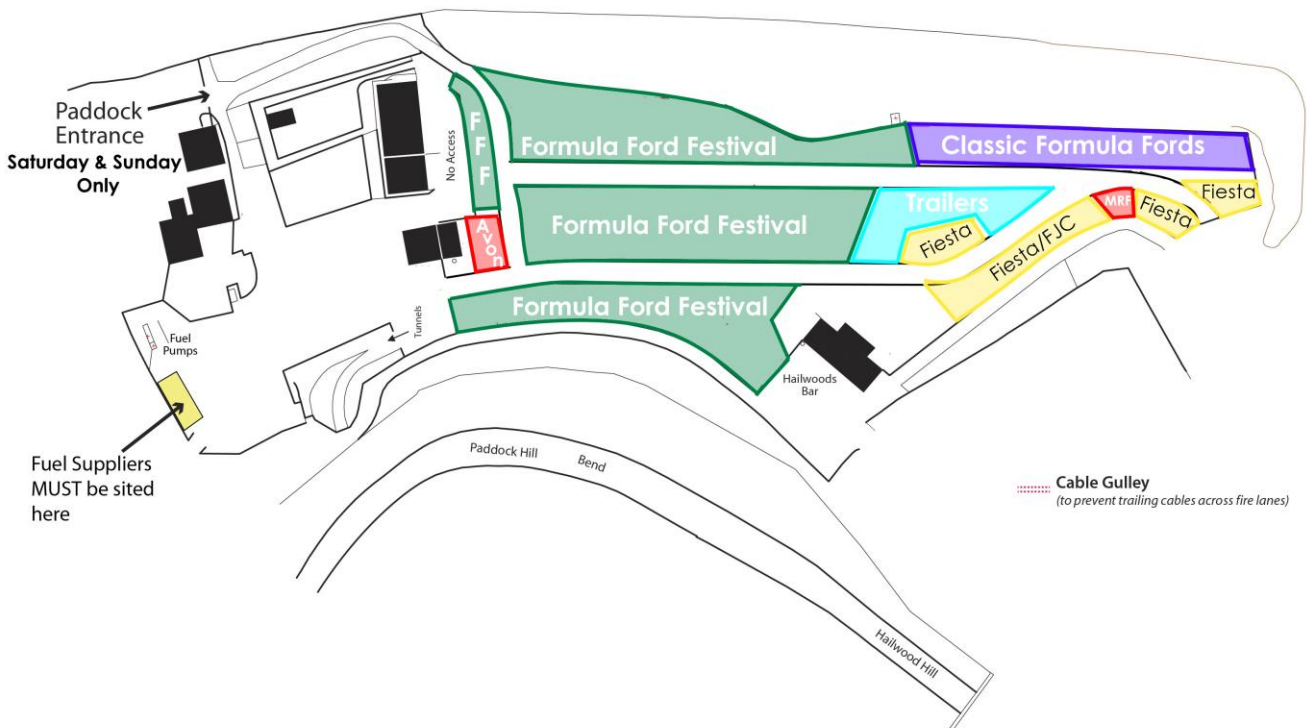 Paddock
Entrance
Saturday & Sunday
Only
No Access
FFF
Formula Ford Festival
Classic Formula Fords
Formula Ford Festival
Trailers
Fiesta
Fiesta/FJC
MRF
Fiesta
Fiesta
Avon
Formula Ford Festival
Tunnels
Fuel
Pumps
Hailwoods
Bar
Fuel Suppliers
MUST be sited
here
Paddock Hill Bend
Hailwood Hill
Cable Gulley
(to prevent trailing cables across fire lanes)